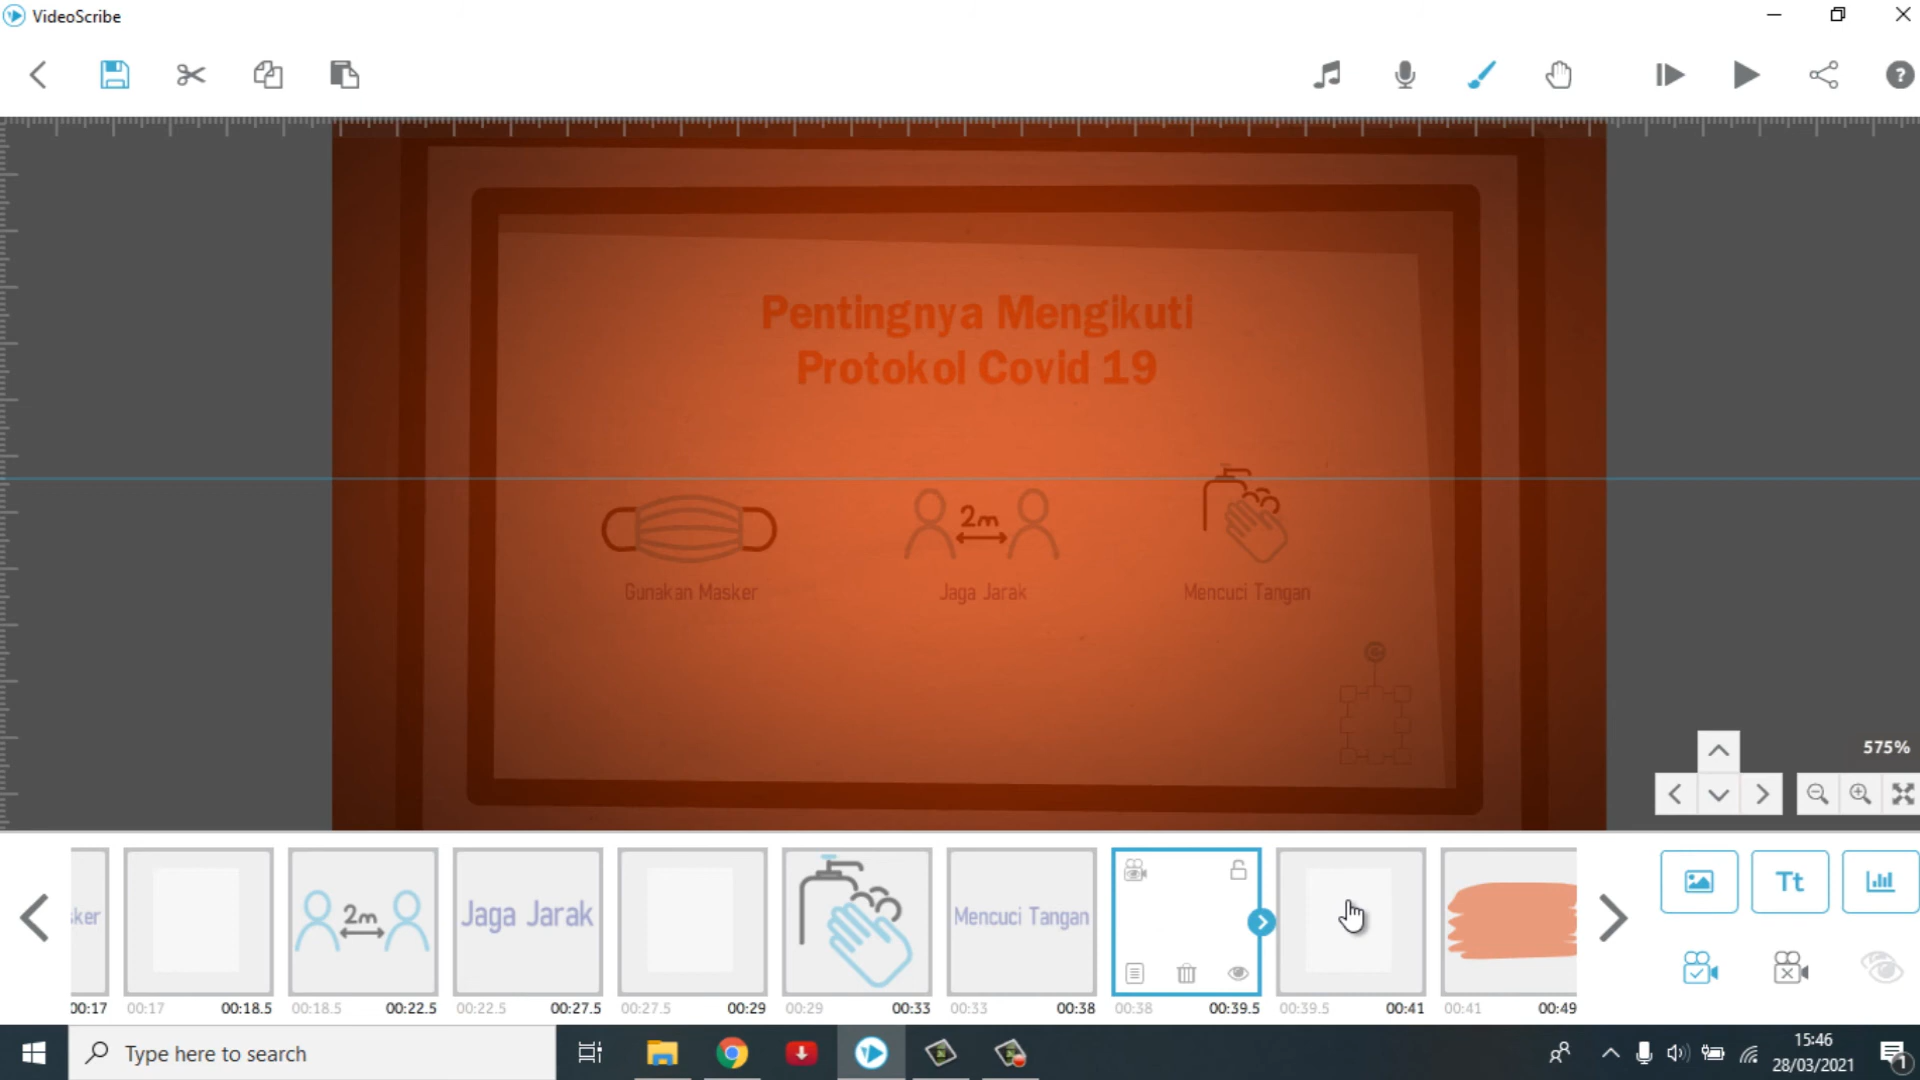 VideoScribe
?
Pentingnya Mengikuti
Protokol Covid 19
2m
Gunakan Masker
Jaga Jarak
Mencuci Tangan
575%
sker
2m
Jaga Jarak
Mencuci Tangan
Tt
00:17
00:17
00:18.5
00:18.5
00:22.5
00:22.5
00:27.5
00:27.5
00:29
00:29
00:33
00:33
00:38
00:38
00:39.5
00:39.5
00:41
00:41
00:49
Type here to search
15:46
28/03/2021
1